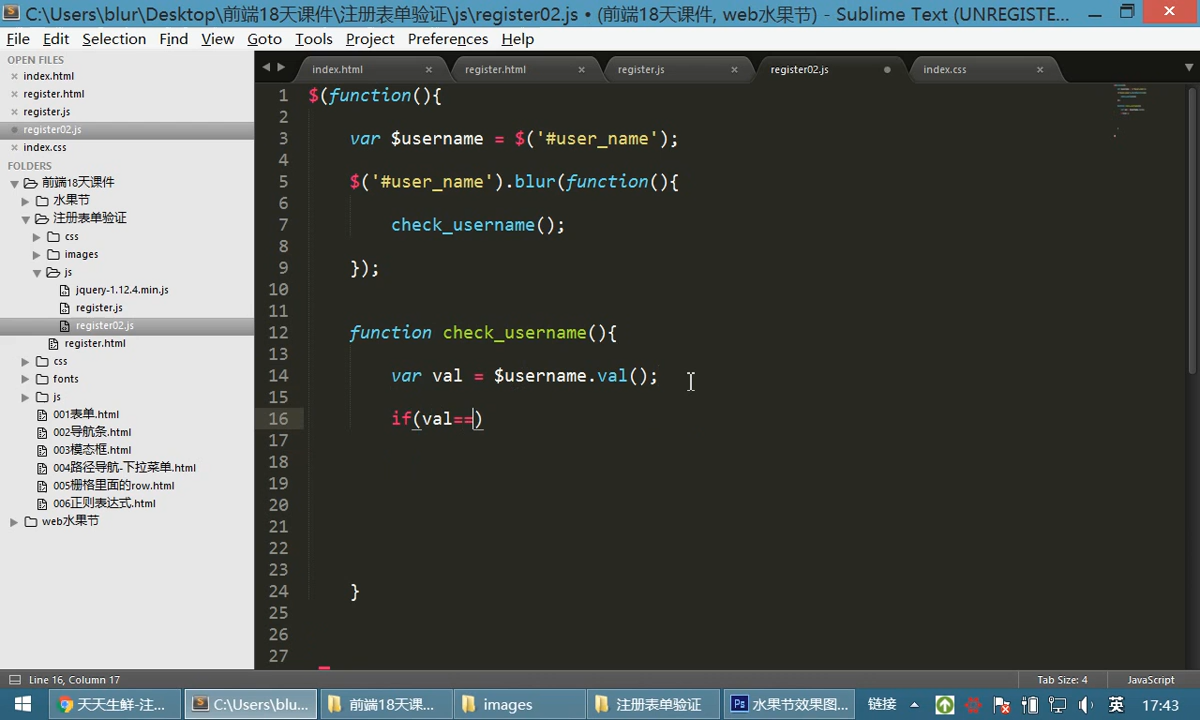 C:\Users\blur\Desktop\前端18天课件\注册表单验证\js\register02.js • (前端18天课件, web水果节) - Sublime Text (UNREGISTE...
File Edit Selection Find View Goto Tools Project Preferences Help
OPEN FILES
index.html
register.html
register.js
register02.js
index.css
FOLDERS
前端18天课件
水果节
注册表单验证
css
images
js
jquery-1.12.4.min.js
register.js
register02.js
register.html
css
fonts
js
001表单.html
002导航条.html
003模态框.html
004路径导航-下拉菜单.html
005栅格里面的row.html
006正则表达式.html
web水果节
index.html register.html register.js register02.js index.css
1 $(function(){
2
3 var $username = $('#user_name');
4
5 $('#user_name').blur(function(){
6
7 check_username();
8
9 });
10
11
12 function check_username(){
13
14 var val = $username.val();
15
16 if(val==)
17
18
19
20
21
22
23
24 }
25
26
27
Line 16, Column 17 Tab Size: 4 JavaScript
天天生鲜-注... C:\Users\blu... 前端18天课... images 注册表单验证 水果节效果图... 链接 英 17:43